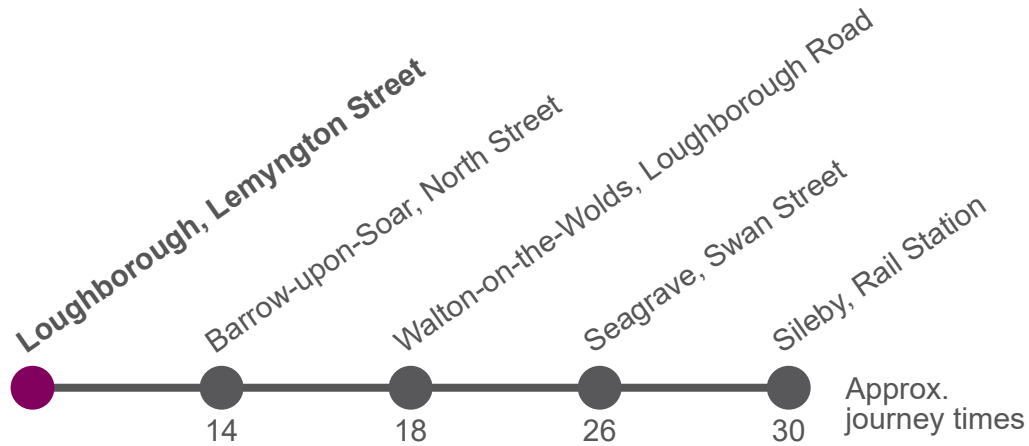 Loughborough, Lemyngton Street
Barrow-upon-Soar, North Street
Walton-on-the-Wolds, Loughborough Road
Seagrave, Swan Street
Sileby, Rail Station
14
18
26
30
Approx.
journey times